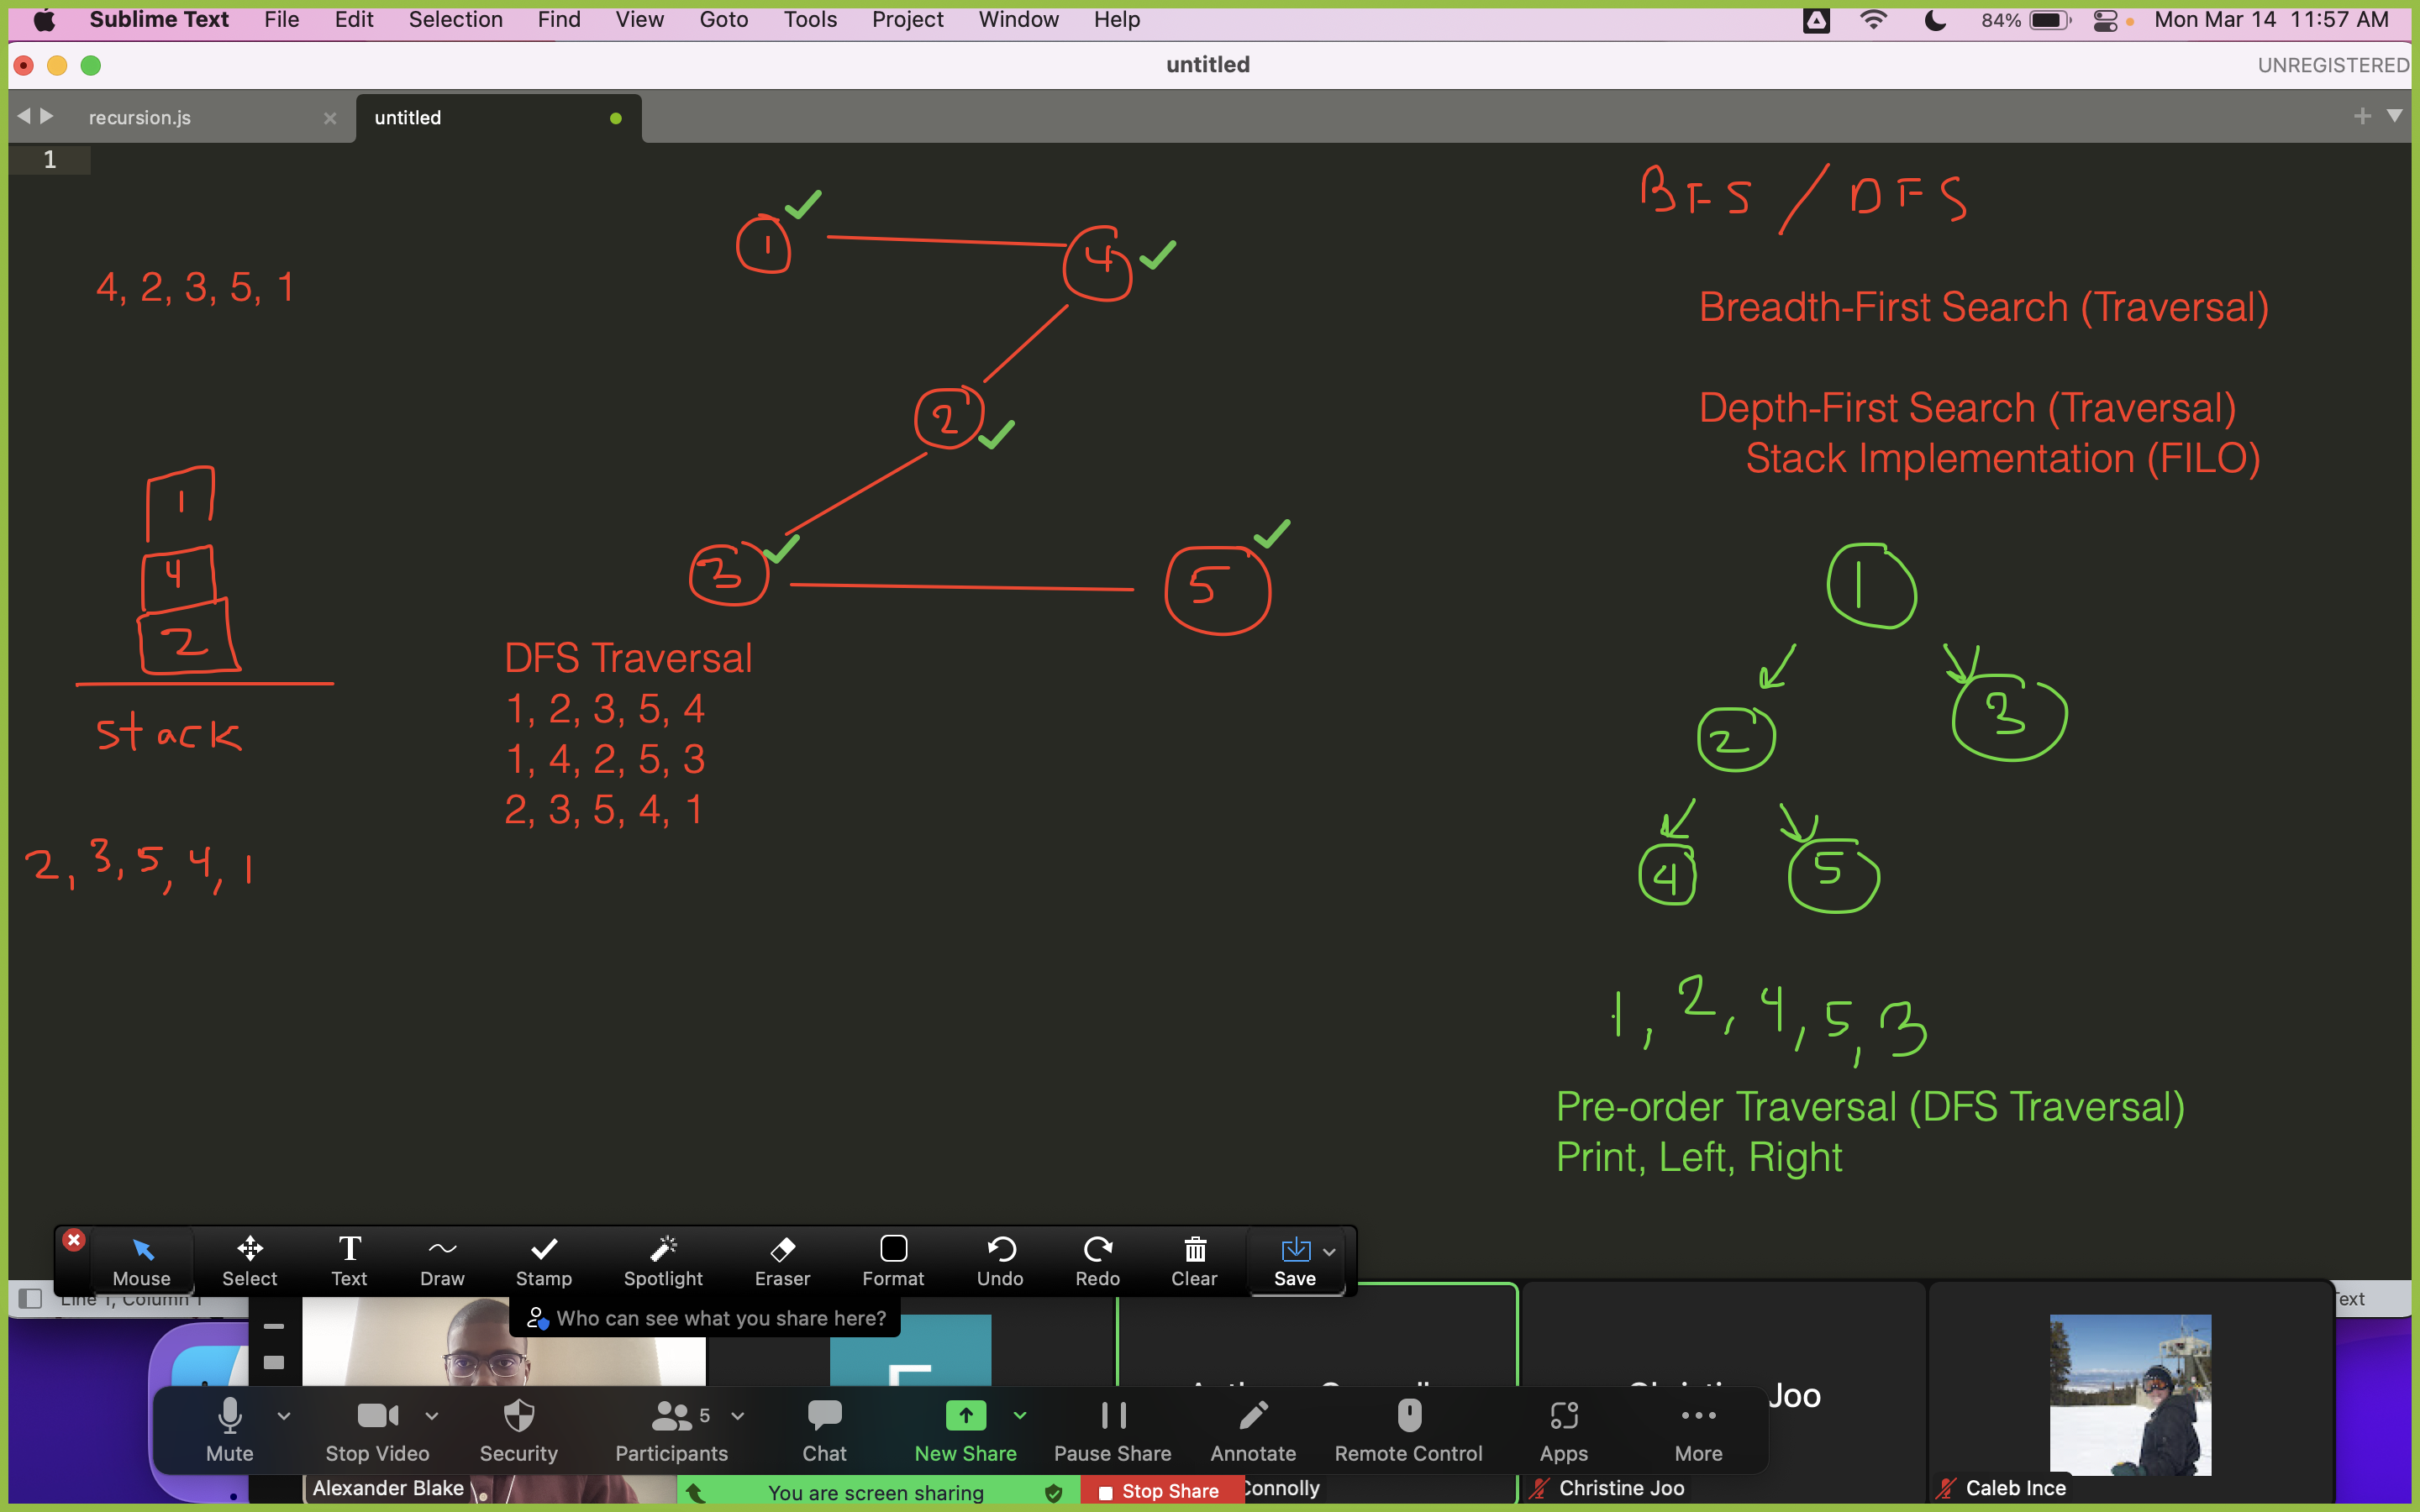 Sublime Text File Edit Selection Find View Goto Tools Project Window Help 84% Mon Mar 14 11:57 AM
untitled UNREGISTERED
recursion.js untitled
1
BFS / DFS
1
4
4, 2, 3, 5, 1
Breadth-First Search (Traversal)
2
Depth-First Search (Traversal)
Stack Implementation (FILO)
1
4
2
stack
3
5
DFS Traversal
1, 2, 3, 5, 4
1, 4, 2, 5, 3
2, 3, 5, 4, 1
2, 3, 5, 4, 1
1
2
3
4
5
1, 2, 4, 5, 3
Pre-order Traversal (DFS Traversal)
Print, Left, Right
Mouse Select Text Draw Stamp Spotlight Eraser Format Undo Redo Clear Save
Line 1, Column 1
Who can see what you share here?
Joo
5
Mute Stop Video Security Participants Chat New Share Pause Share Annotate Remote Control Apps More
Alexander Blake You are screen sharing Stop Share Connolly Christine Joo Caleb Ince